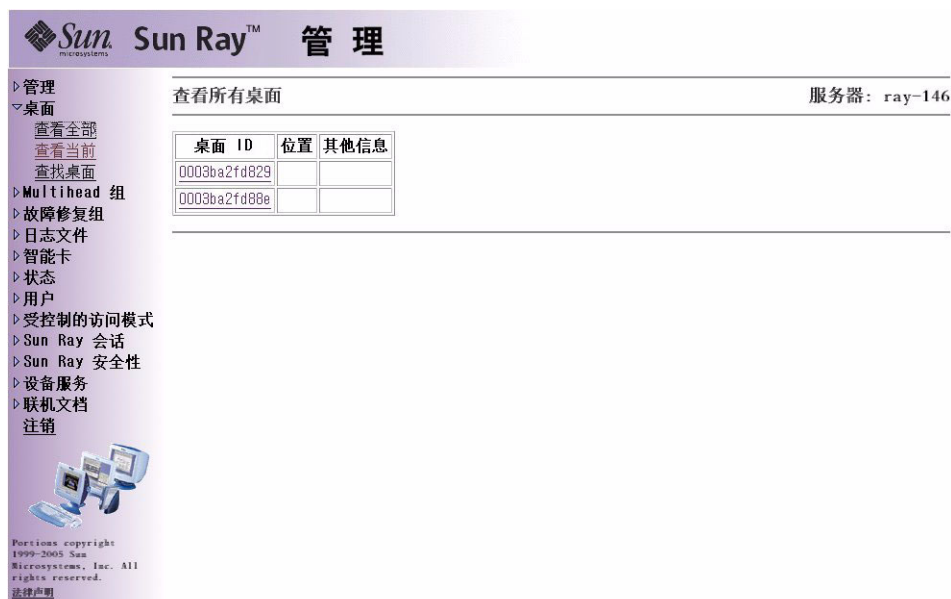 Sun microsystems Sun Ray™ 管理
管理
桌面
查看全部
查看当前
查找桌面
Multihead 组
故障修复组
日志文件
智能卡
状态
用户
受控制的访问模式
Sun Ray 会话
Sun Ray 安全性
设备服务
联机文档
注销
Portions copyright
1999-2005 Sun
Microsystems, Inc. All
rights reserved.
法律声明
查看所有桌面 服务器: ray-146
桌面 ID 位置 其他信息
0003ba2fd829
0003ba2fd88e